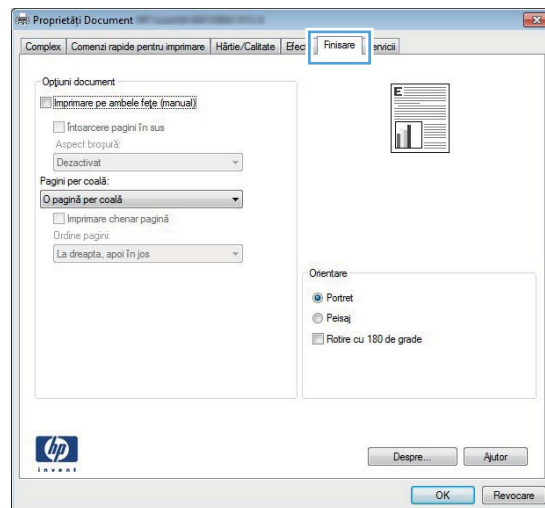 Proprietăți Document
Complex
Comenzi rapide pentru imprimare
Hârtie/Calitate
Finisare
Opţiuni document
Imprimare pe ambele feţe (manual)
Întoarcere pagini în sus
Aspect broşură:
Dezactivat
Pagini per coală:
O pagină per coală
Imprimare chenar pagină
Ordine pagini:
La dreapta, apoi în jos
E
Orientare
Portret
Peisaj
Rotire cu 180 de grade
hp
invent
Despre...
Ajutor
OK
Revocare